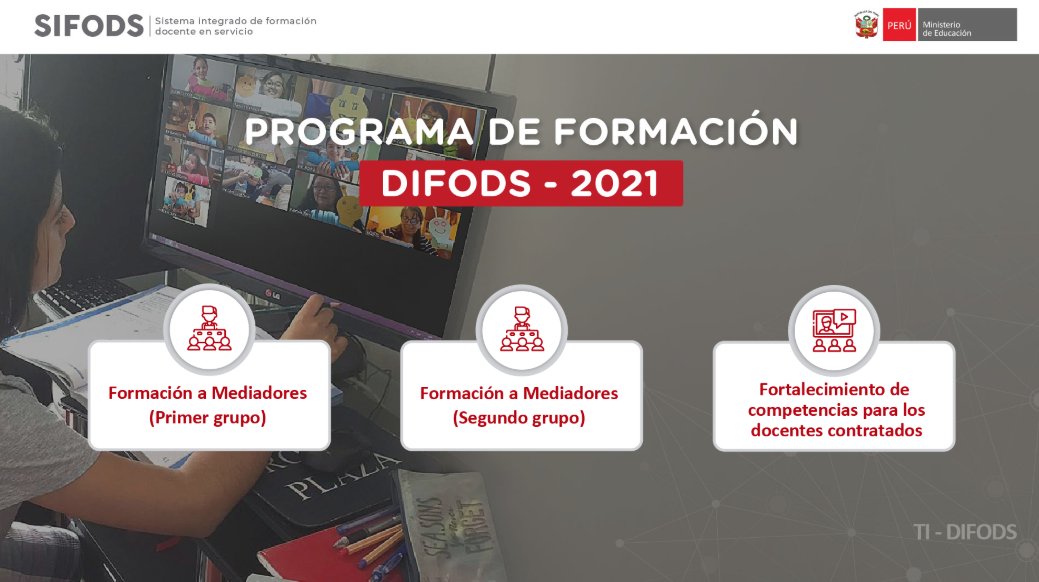 SIFODS
Sistema integrado de formación
docente en servicio
PERÚ
Ministerio
de Educación
PROGRAMA DE FORMACIÓN
DIFODS - 2021
LG
Formación a Mediadores
(Primer grupo)
Formación a Mediadores
(Segundo grupo)
Fortalecimiento de
competencias para los
docentes contratados
PLAZA
SEASONS
FORGET
TI - DIFODS